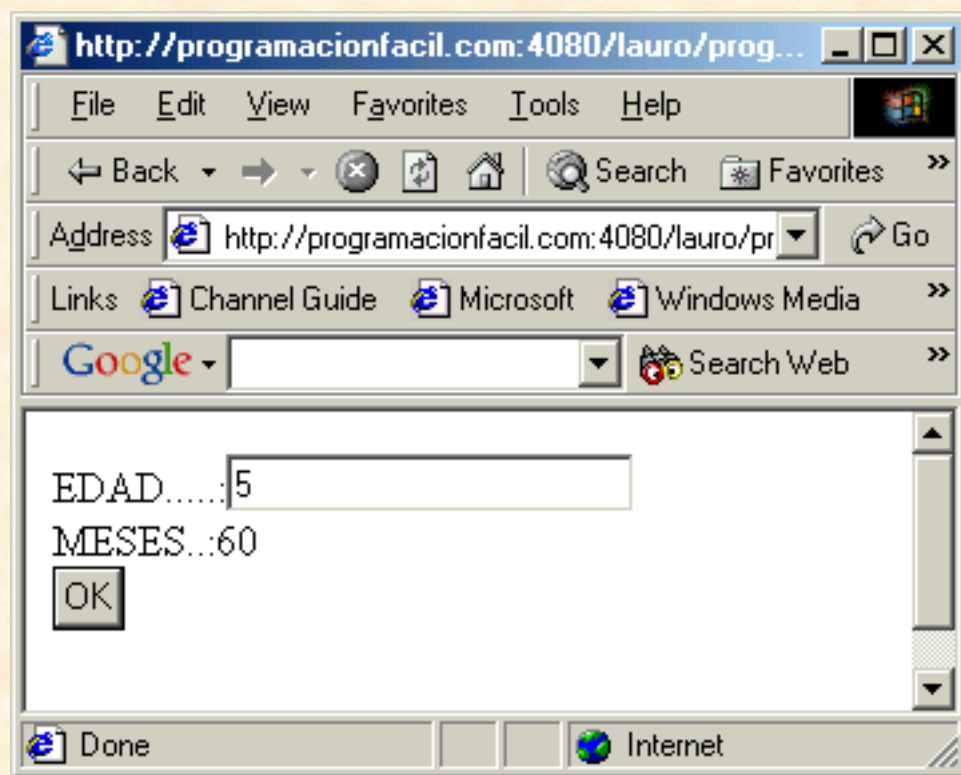 http://programacionfacil.com:4080/lauro/prog...
File Edit View Favorites Tools Help
Back Search Favorites »
Address http://programacionfacil.com:4080/lauro/pr Go
Links Channel Guide Microsoft Windows Media »
Google Search Web »
EDAD.....:5
MESES..:60
OK
Done Internet